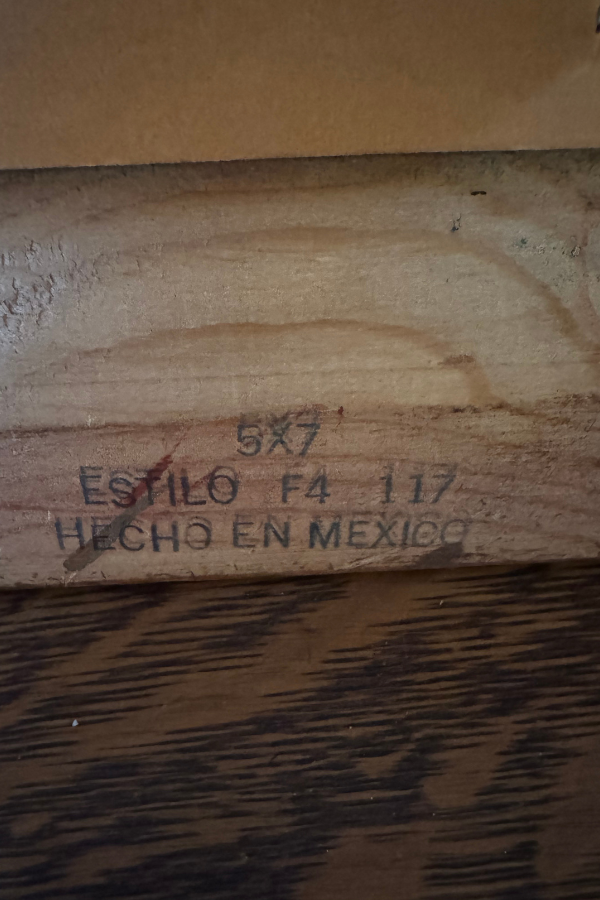 5X7
ESTILO F4 117
HECHO EN MEXICO